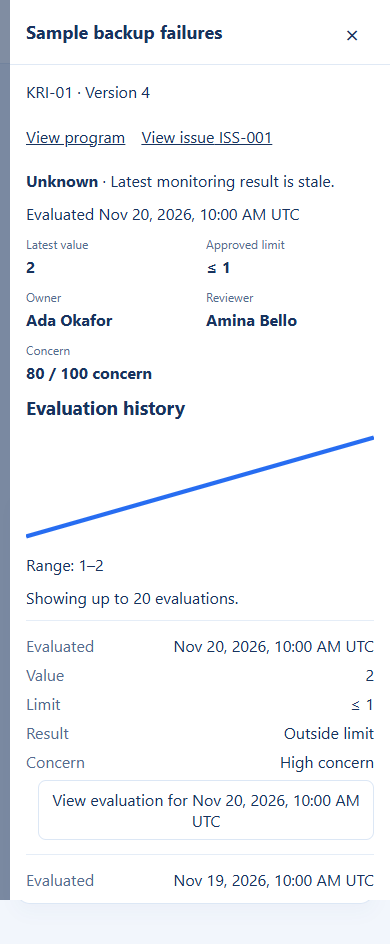 Sample backup failures
×
KRI-01 · Version 4
View program View issue ISS-001
Unknown · Latest monitoring result is stale.
Evaluated Nov 20, 2026, 10:00 AM UTC
Latest value Approved limit
2 ≤ 1
Owner Reviewer
Ada Okafor Amina Bello
Concern
80 / 100 concern
Evaluation history
Range: 1–2
Showing up to 20 evaluations.
Evaluated Nov 20, 2026, 10:00 AM UTC
Value 2
Limit ≤ 1
Result Outside limit
Concern High concern
View evaluation for Nov 20, 2026, 10:00 AM
UTC
Evaluated Nov 19, 2026, 10:00 AM UTC